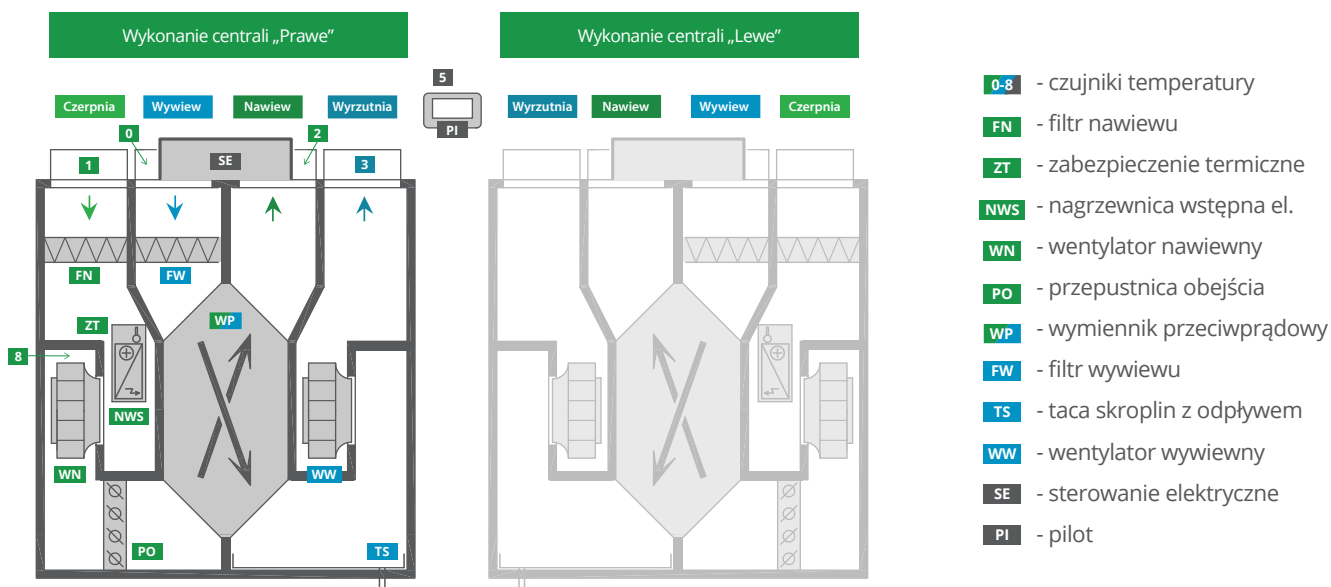 Wykonanie centrali „Prawe”
Wykonanie centrali „Lewe”
5
PI
Czerpnia
Wywiew
Nawiew
Wyrzutnia
Wyrzutnia
Nawiew
Wywiew
Czerpnia
0
2
1
SE
3
FN
FW
ZT
WP
8
NWS
WN
WW
PO
TS
0-8 - czujniki temperatury
FN - filtr nawiewu
ZT - zabezpieczenie termiczne
NWS - nagrzewnica wstępna el.
WN - wentylator nawiewny
PO - przepustnica obejścia
WP - wymiennik przeciwprądowy
FW - filtr wywiewu
TS - taca skroplin z odpływem
WW - wentylator wywiewny
SE - sterowanie elektryczne
PI - pilot